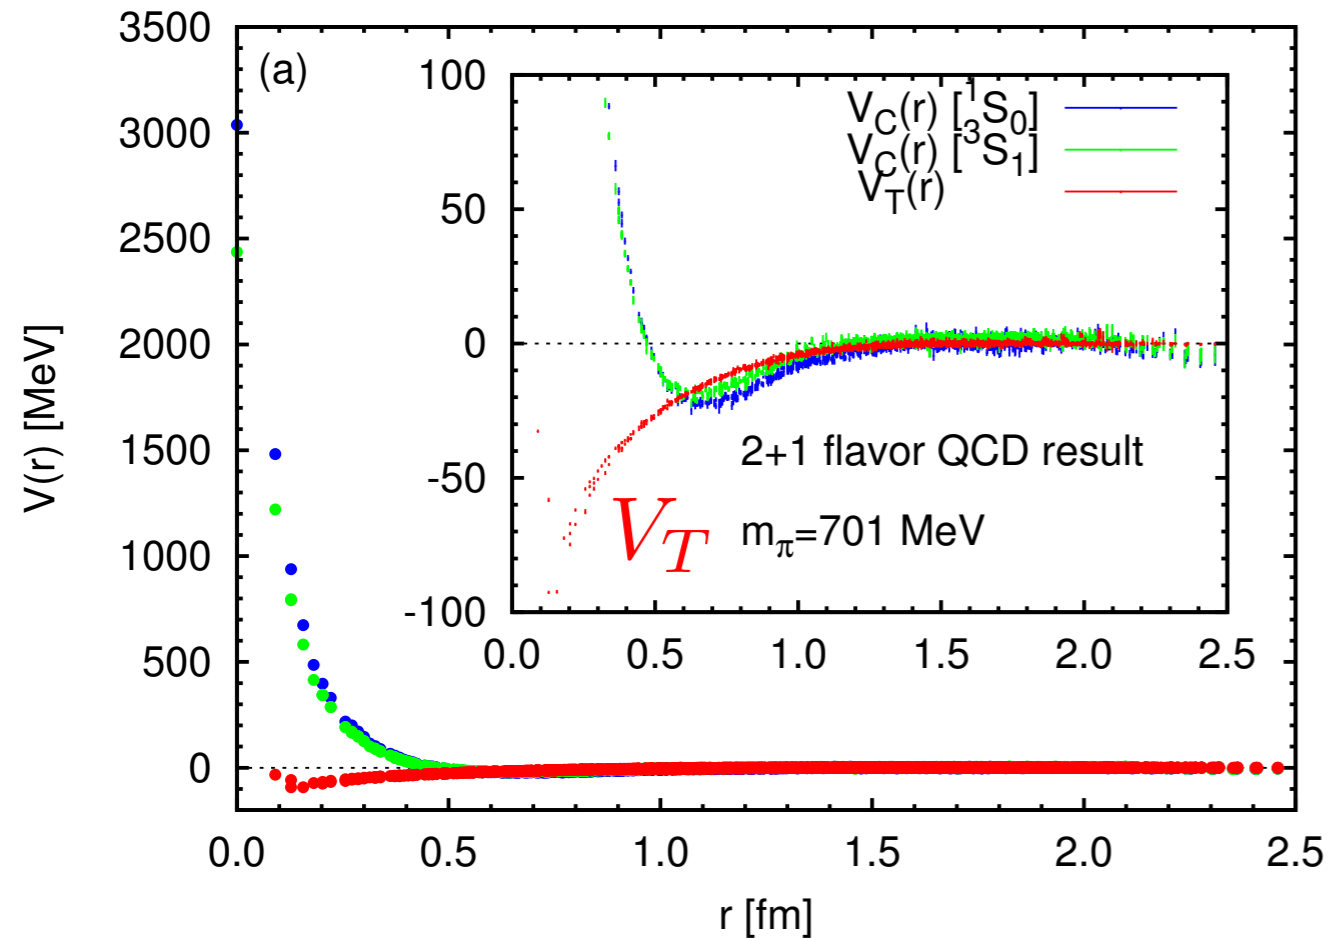 3500
3000
2500
2000
1500
1000
500
0
V(r) [MeV]
(a)
100
50
0
-50
-100
V_C(r) [^1S_0]
V_C(r) [^3S_1]
V_T(r)
2+1 flavor QCD result
V_T
m_π=701 MeV
0.0 0.5 1.0 1.5 2.0 2.5
0.0 0.5 1.0 1.5 2.0 2.5
r [fm]